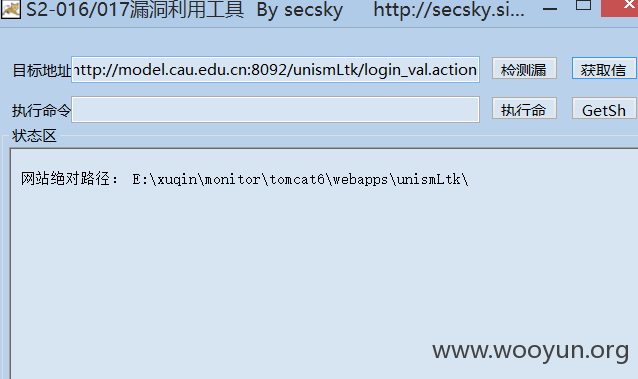 S2-016/017漏洞利用工具 By secsky http://secsky.si...
目标地址 http://model.cau.edu.cn:8092/unismLtk/login_val.action 检测漏 获取信
执行命令 执行命 GetSh
状态区
网站绝对路径： E:\xuqin\monitor\tomcat6\webapps\unismLtk\
www.wooyun.org